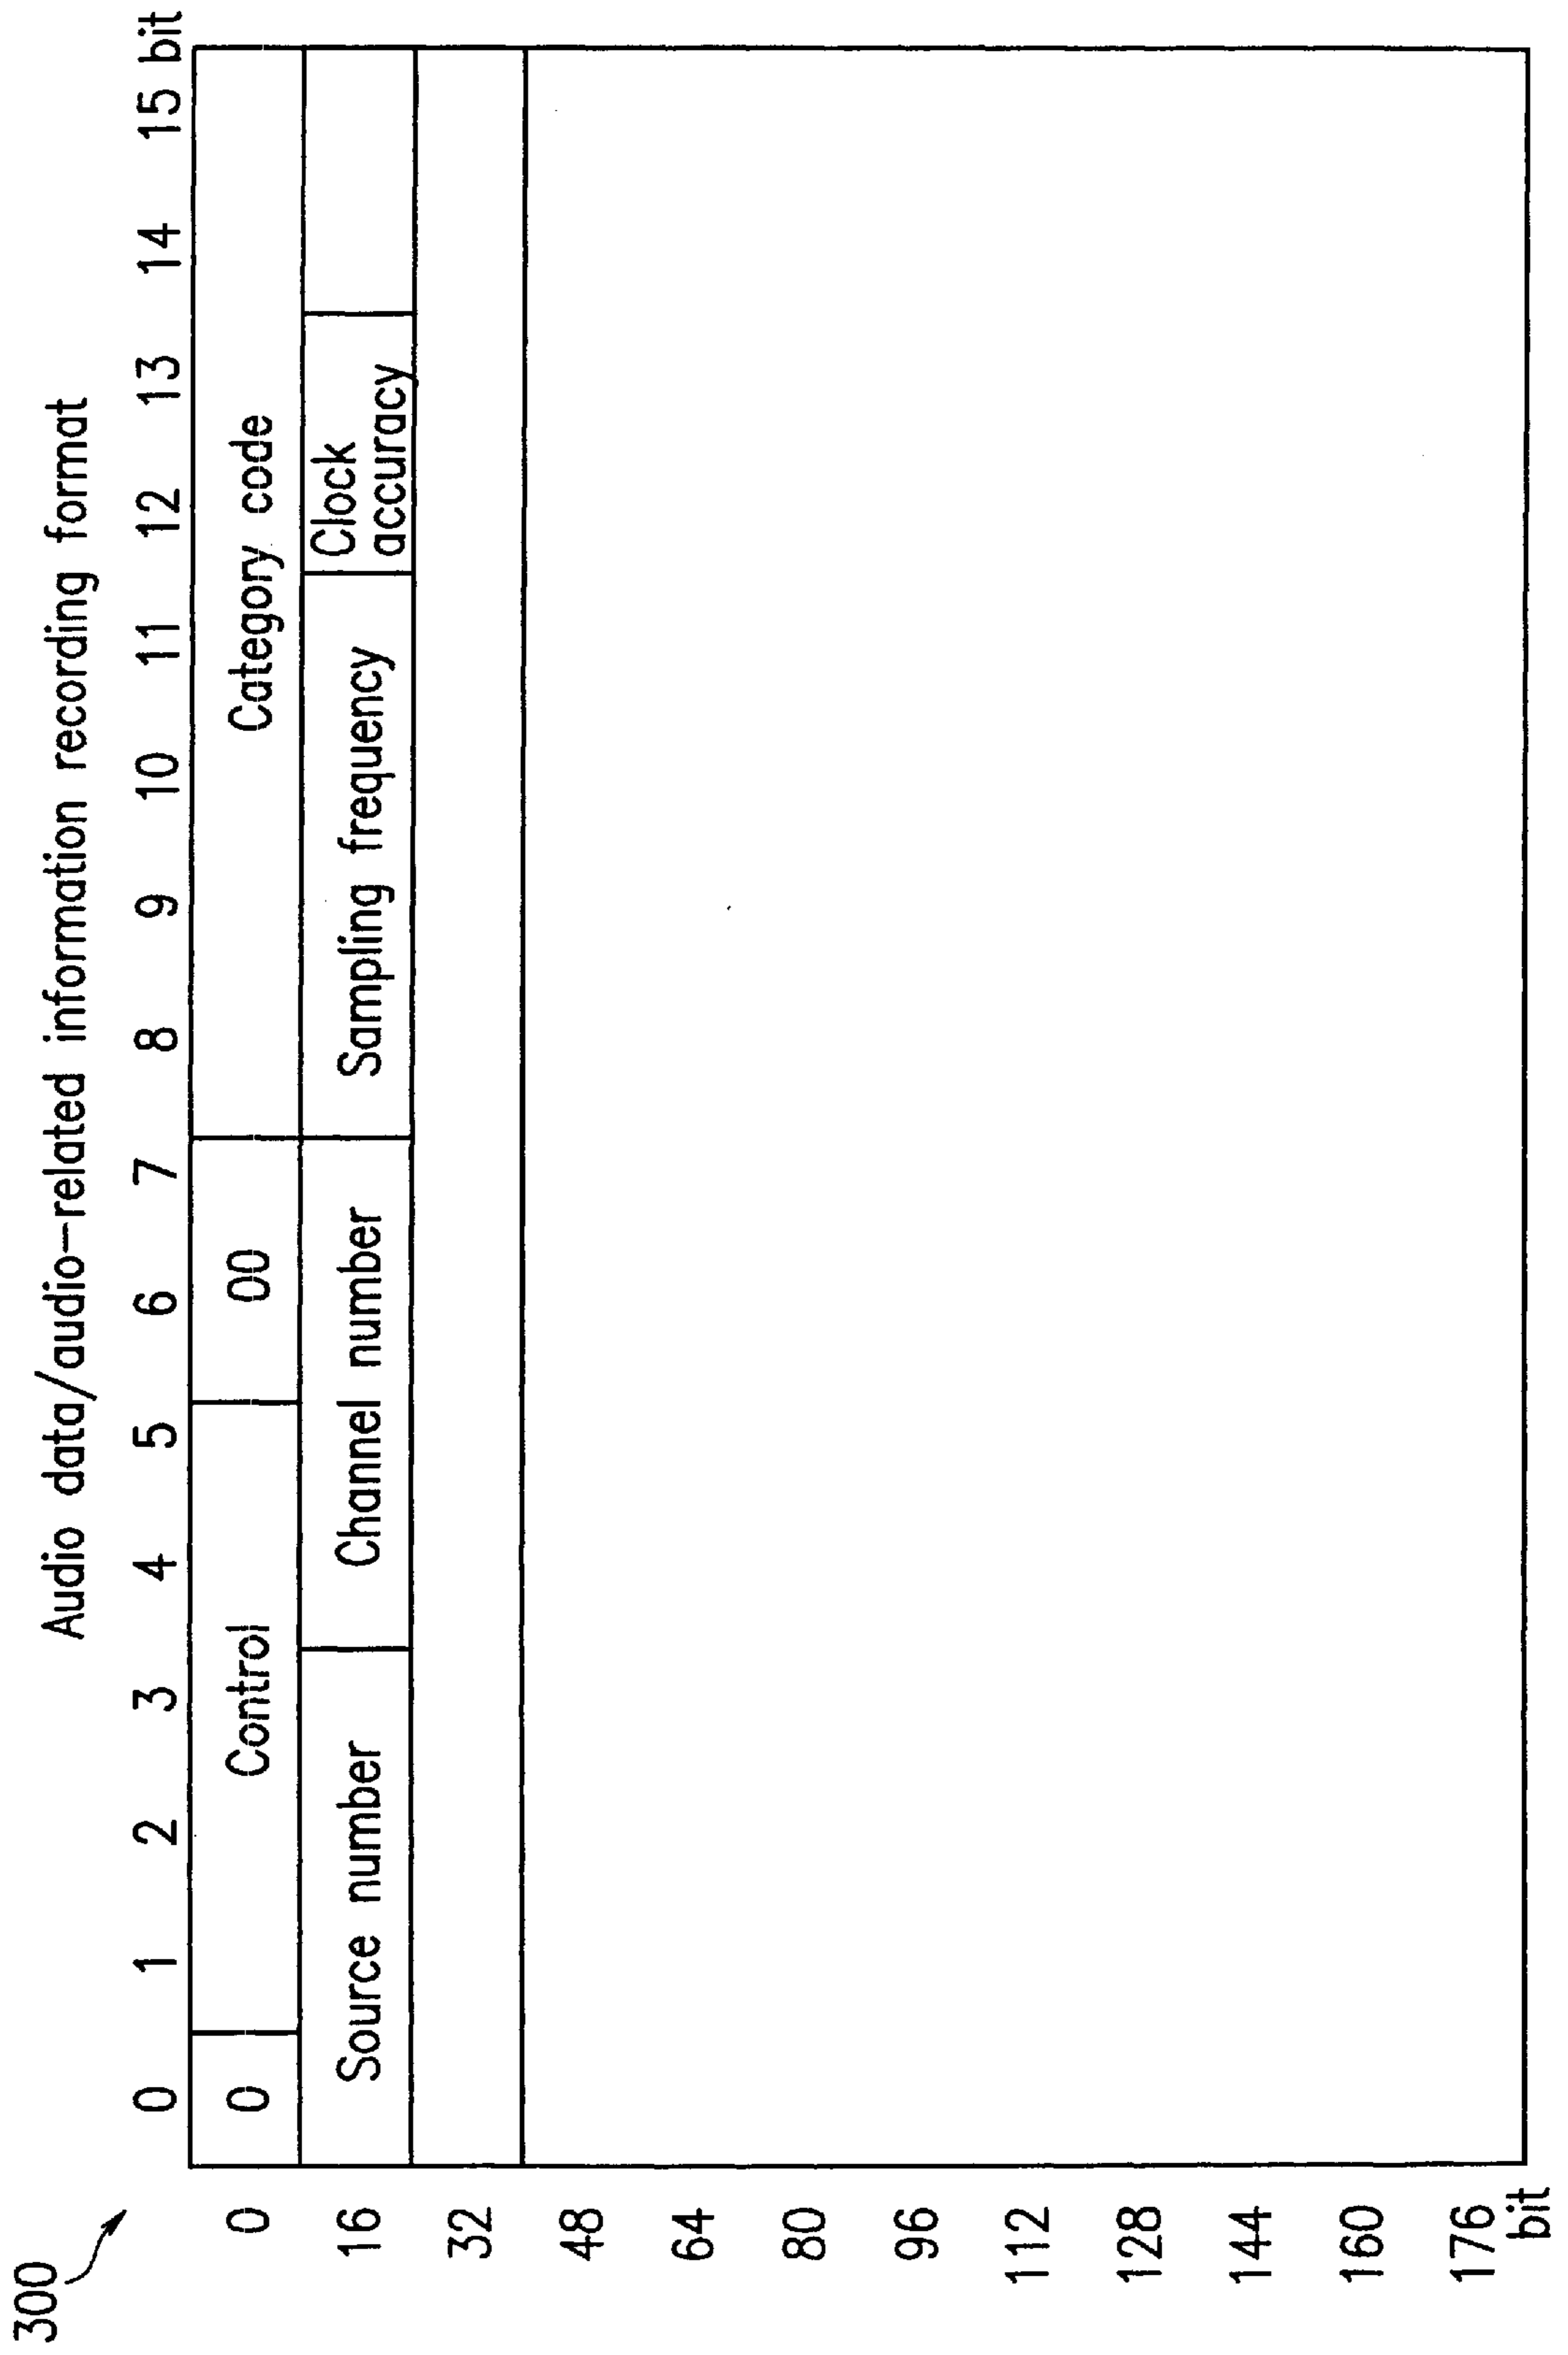 300
Audio data/audio-related information recording format
0 1 2 3 4 5 6 7 8 9 10 11 12 13 14 15 bit
0 0 Control 00 Category code
16 Source number Channel number Sampling frequency Clock
accuracy
32
48
64
80
96
112
128
144
160
176
bit